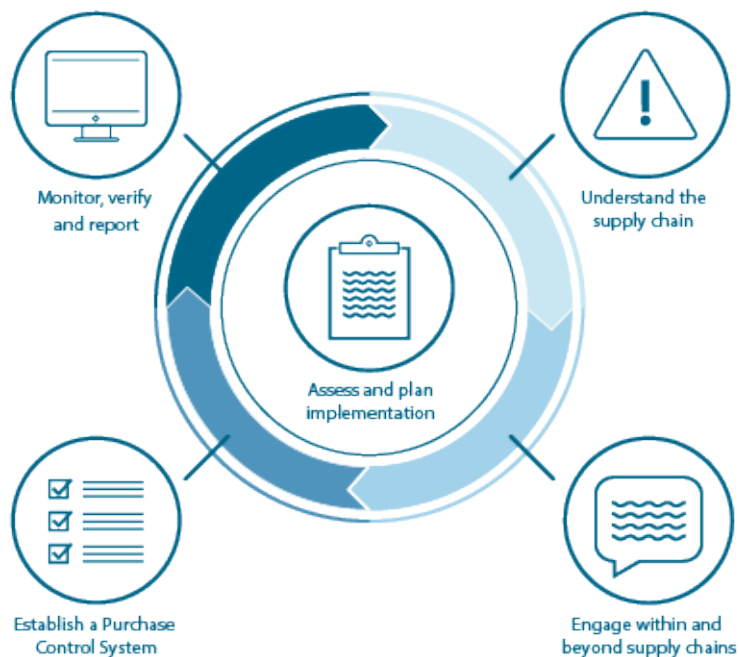 Monitor, verify
and report
Understand the
supply chain
Assess and plan
implementation
Establish a Purchase
Control System
Engage within and
beyond supply chains